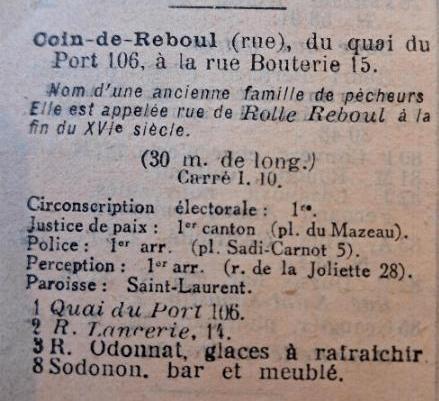 Coin-de-Reboul (rue), du quai du
Port 106, à la rue Bouterie 15.
Nom d'une ancienne famille de pècheurs
Elle est appelée rue de Rolle Reboul à la
fin du XVIe siècle.
(30 m. de long.)
Carré I. 10.
Circonscription électorale : 1re.
Justice de paix : 1er canton (pl. du Mazeau).
Police : 1er arr. (pl. Sadi-Carnot 5).
Perception : 1er arr. (r. de la Joliette 28).
Paroisse : Saint-Laurent.
1 Quai du Port 106.
2 R. Lancerie, 14.
3 R. Odonnat, glaces à rafraichir
8 Sodonon, bar et meublé.